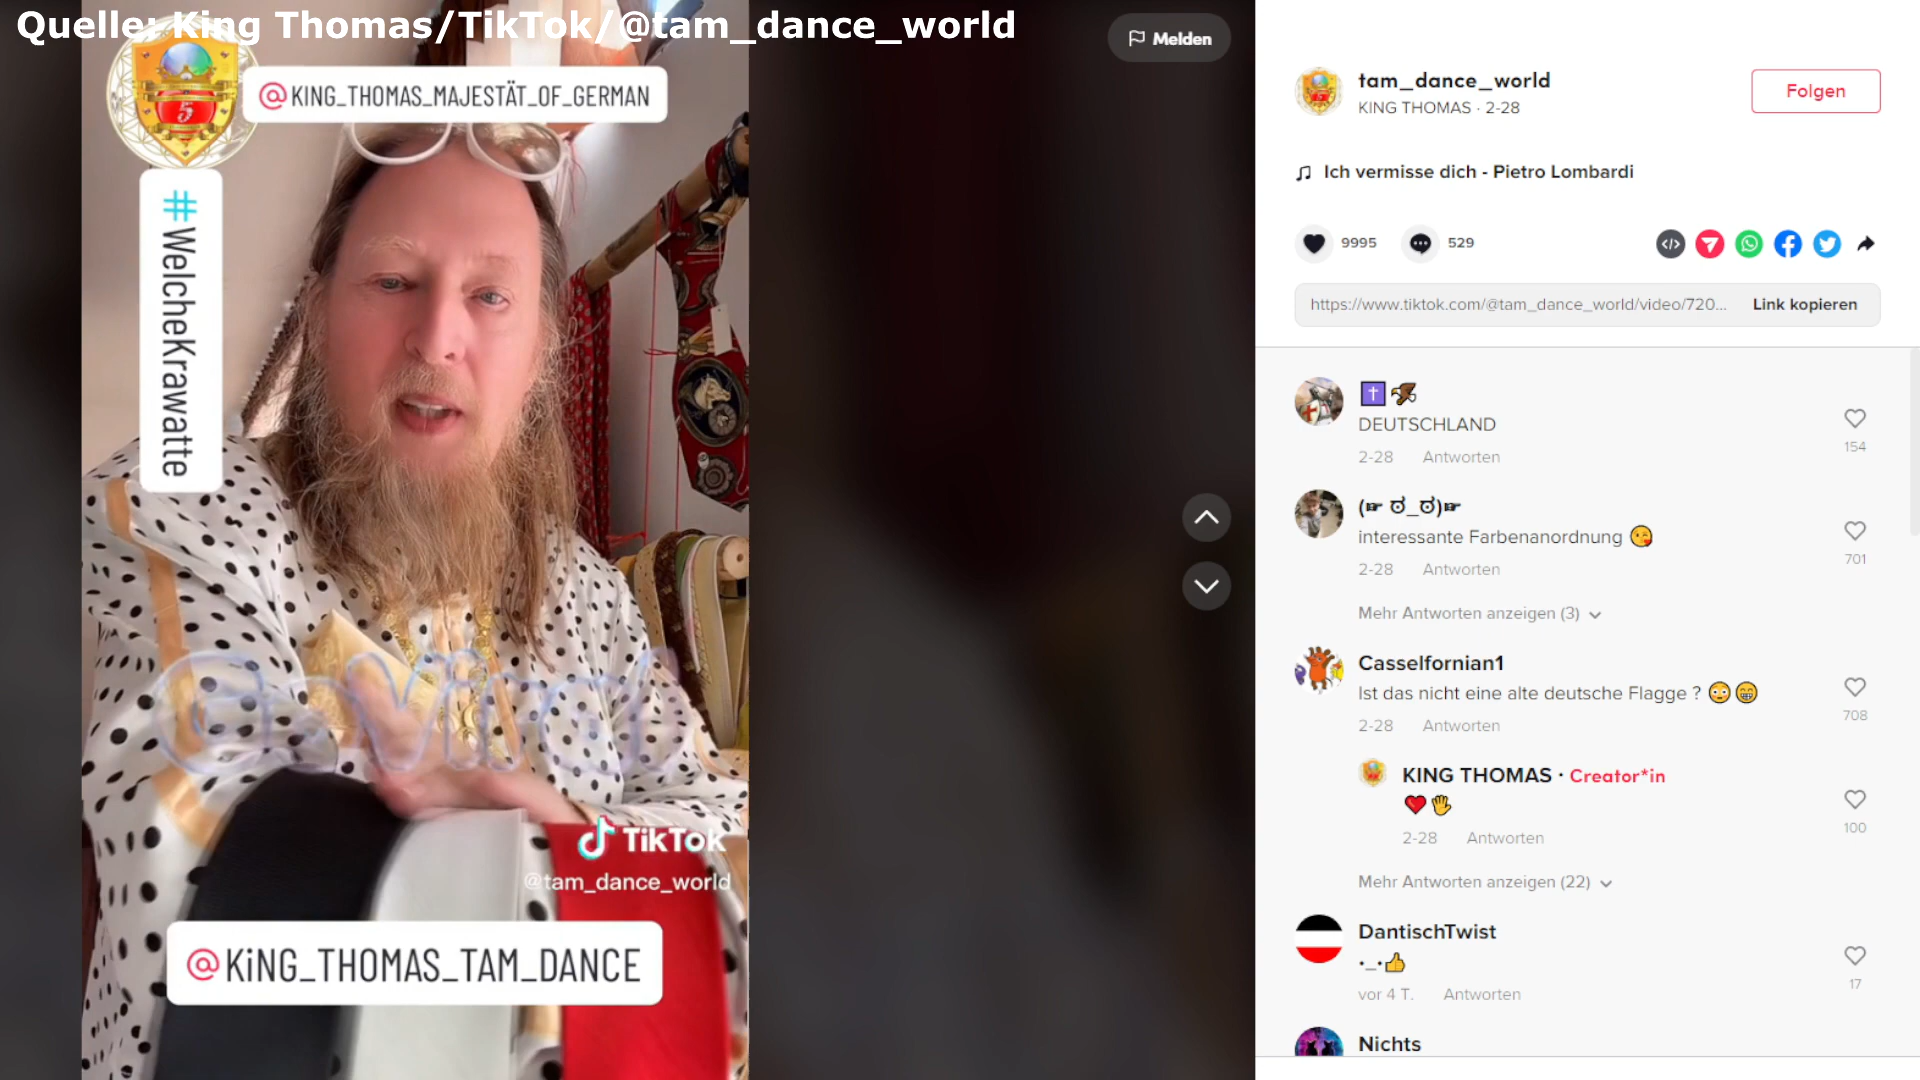 Quelle: King Thomas/TikTok/@tam_dance_world
5
@KING_THOMAS_MAJESTÄT_OF_GERMAN
#WelcheKrawatte
TikTok
@tam_dance_world
@KiNG_THOMAS_TAM_DANCE
Melden
tam_dance_world
KING THOMAS · 2-28
Folgen
Ich vermisse dich - Pietro Lombardi
9995
529
https://www.tiktok.com/@tam_dance_world/video/720...
Link kopieren
✝️🦅
DEUTSCHLAND
2-28 Antworten
154
(☞ ಠ_ಠ)☞
interessante Farbenanordnung 😘
2-28 Antworten
701
Mehr Antworten anzeigen (3)
Casselfornian1
Ist das nicht eine alte deutsche Flagge ? 😳😁
2-28 Antworten
708
KING THOMAS · Creator*in
❤️👋
2-28 Antworten
100
Mehr Antworten anzeigen (22)
DantischTwist
•_•👍
vor 4 T. Antworten
17
Nichts